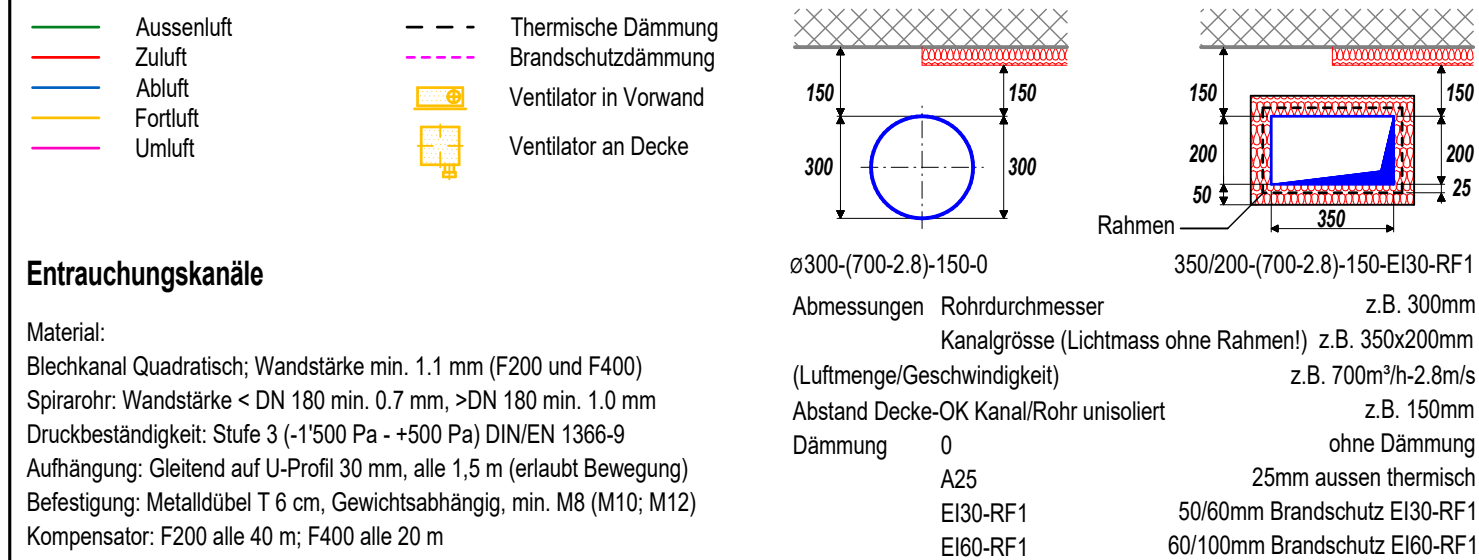 Aussenluft
Zuluft
Abluft
Fortluft
Umluft
Thermische Dämmung
Brandschutzdämmung
Ventilator in Vorwand
Ventilator an Decke
150
150
300
300
150
150
200
200
50
25
350
Rahmen
Ø300-(700-2.8)-150-0
350/200-(700-2.8)-150-EI30-RF1
Entrauchungskanäle
Material:
Blechkanal Quadratisch; Wandstärke min. 1.1 mm (F200 und F400)
Spirarohr: Wandstärke < DN 180 min. 0.7 mm, >DN 180 min. 1.0 mm
Druckbeständigkeit: Stufe 3 (-1'500 Pa - +500 Pa) DIN/EN 1366-9
Aufhängung: Gleitend auf U-Profil 30 mm, alle 1,5 m (erlaubt Bewegung)
Befestigung: Metalldübel T 6 cm, Gewichtsabhängig, min. M8 (M10; M12)
Kompensator: F200 alle 40 m; F400 alle 20 m
Abmessungen Rohrdurchmesser z.B. 300mm
Kanalgrösse (Lichtmass ohne Rahmen!) z.B. 350x200mm
(Luftmenge/Geschwindigkeit) z.B. 700m³/h-2.8m/s
Abstand Decke-OK Kanal/Rohr unisoliert z.B. 150mm
Dämmung 0 ohne Dämmung
A25 25mm aussen thermisch
EI30-RF1 50/60mm Brandschutz EI30-RF1
EI60-RF1 60/100mm Brandschutz EI60-RF1